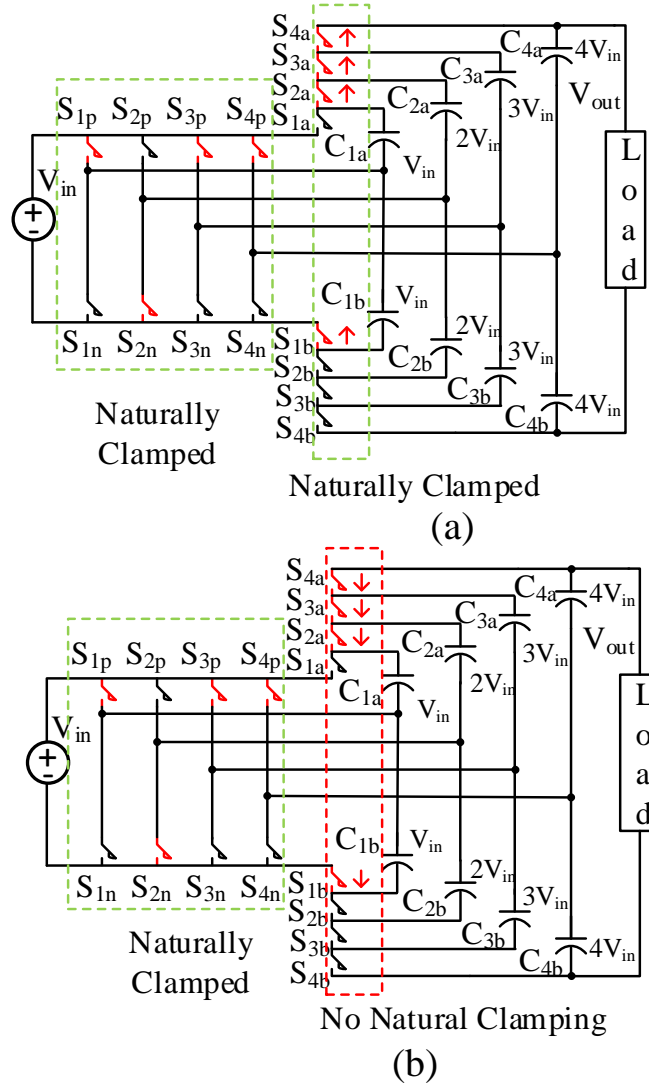 S4a
S3a
S2a
S1a
C4a
4Vin
C3a
3Vin
C2a
2Vin
C1a
Vin
Vout
S1p
S2p
S3p
S4p
Vin
Load
C1b
Vin
2Vin
3Vin
4Vin
S1n
S2n
S3n
S4n
S1b
S2b
S3b
S4b
C2b
C3b
C4b
Naturally
Clamped
Naturally Clamped
(a)
S4a
S3a
S2a
S1a
C4a
4Vin
C3a
3Vin
C2a
2Vin
C1a
Vin
Vout
S1p
S2p
S3p
S4p
Vin
Load
C1b
Vin
2Vin
3Vin
4Vin
S1n
S2n
S3n
S4n
S1b
S2b
S3b
S4b
C2b
C3b
C4b
Naturally
Clamped
No Natural Clamping
(b)